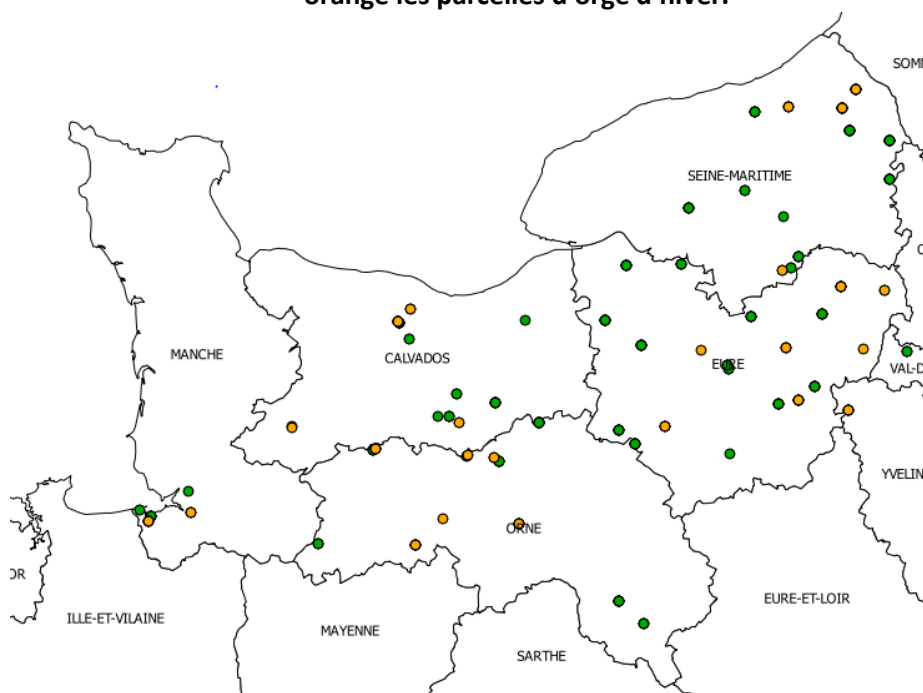 orange les parcelles d'orge d'hiver.
SOMM
SEINE-MARITIME
MANCHE
CALVADOS
EURE
VAL-D
YVELIN
ORNE
OR
ILLE-ET-VILAINE
MAYENNE
EURE-ET-LOIR
SARTHE